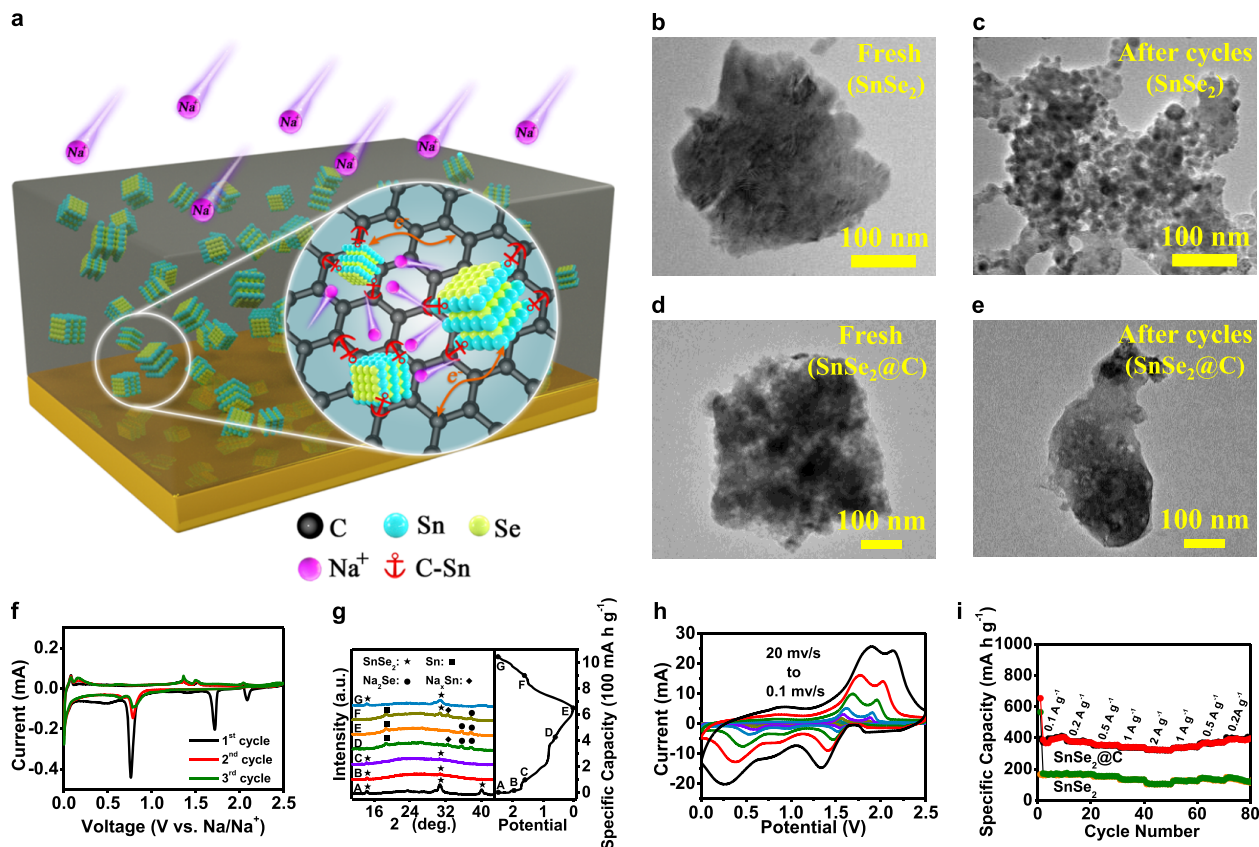 a
Na⁺
Na⁺
Na⁺
Na⁺
Na⁺
Na⁺
Na⁺
e⁻
e⁻
C
Sn
Se
Na⁺
C-Sn
b
Fresh
(SnSe₂)
100 nm
c
After cycles
(SnSe₂)
100 nm
d
Fresh
(SnSe₂@C)
100 nm
e
After cycles
(SnSe₂@C)
100 nm
f
Current (mA)
0.2
0.0
-0.2
-0.4
1ˢᵗ cycle
2ⁿᵈ cycle
3ʳᵈ cycle
0.0 0.5 1.0 1.5 2.0 2.5
Voltage (V vs. Na/Na⁺)
g
Intensity (a.u.)
SnSe₂: ★ Sn: ■
Na₂Se: ● NaₓSn: ◆
G
F
E
D
C
B
A
16 24 32 40
2 (deg.)
G
F
E
D
C
B
A
2 1 0
Potential
10
8
6
4
2
0
Specific Capacity (100 mA h g⁻¹)
h
Current (mA)
30
20
10
0
-10
-20
20 mv/s
to
0.1 mv/s
0.0 0.5 1.0 1.5 2.0 2.5
Potential (V)
i
Specific Capacity (mA h g⁻¹)
1000
800
600
400
200
0
0.1 A g⁻¹
0.2 A g⁻¹
0.5 A g⁻¹
1 A g⁻¹
2 A g⁻¹
1 A g⁻¹
0.5 A g⁻¹
0.2A g⁻¹
SnSe₂@C
SnSe₂
0 20 40 60 80
Cycle Number